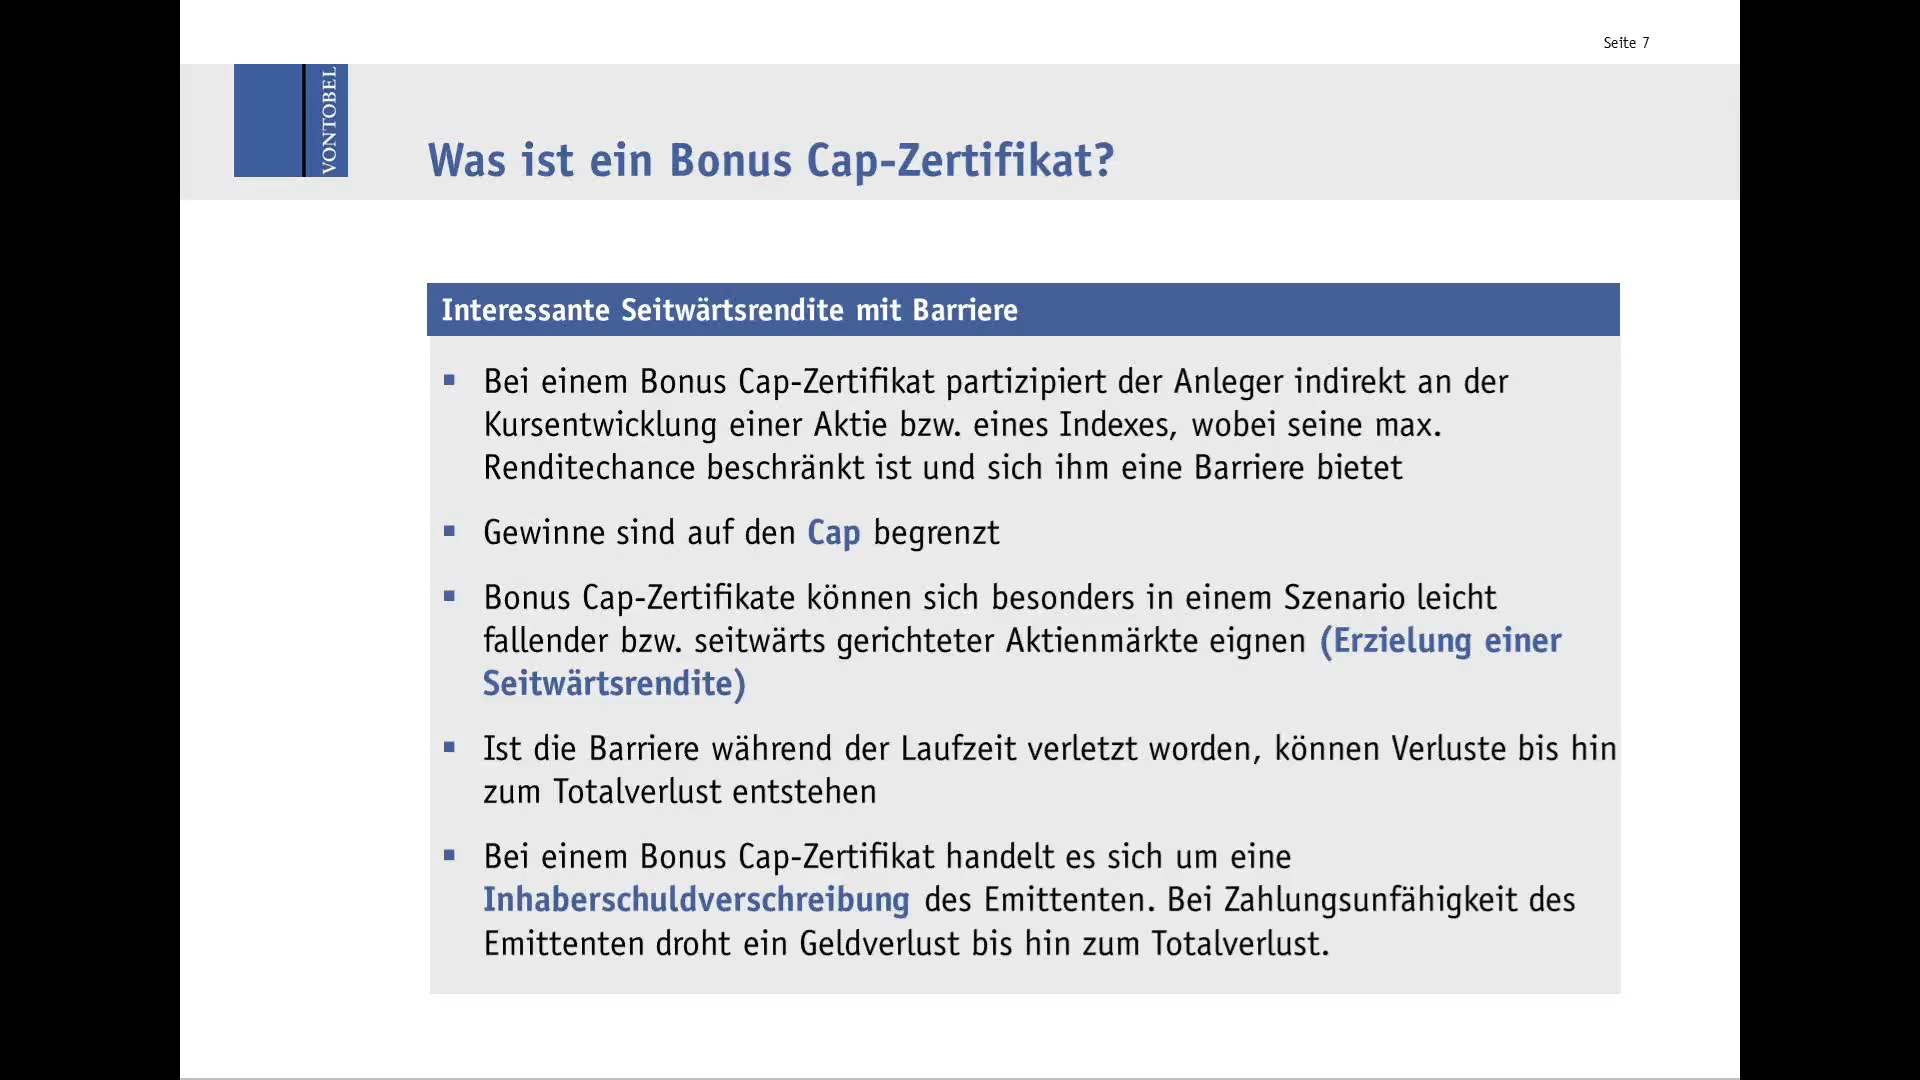 Seite 7
VONTOBEL
Was ist ein Bonus Cap-Zertifikat?
Interessante Seitwärtsrendite mit Barriere
▪ Bei einem Bonus Cap-Zertifikat partizipiert der Anleger indirekt an der
Kursentwicklung einer Aktie bzw. eines Indexes, wobei seine max.
Renditechance beschränkt ist und sich ihm eine Barriere bietet
▪ Gewinne sind auf den Cap begrenzt
▪ Bonus Cap-Zertifikate können sich besonders in einem Szenario leicht
fallender bzw. seitwärts gerichteter Aktienmärkte eignen (Erzielung einer
Seitwärtsrendite)
▪ Ist die Barriere während der Laufzeit verletzt worden, können Verluste bis hin
zum Totalverlust entstehen
▪ Bei einem Bonus Cap-Zertifikat handelt es sich um eine
Inhaberschuldverschreibung des Emittenten. Bei Zahlungsunfähigkeit des
Emittenten droht ein Geldverlust bis hin zum Totalverlust.